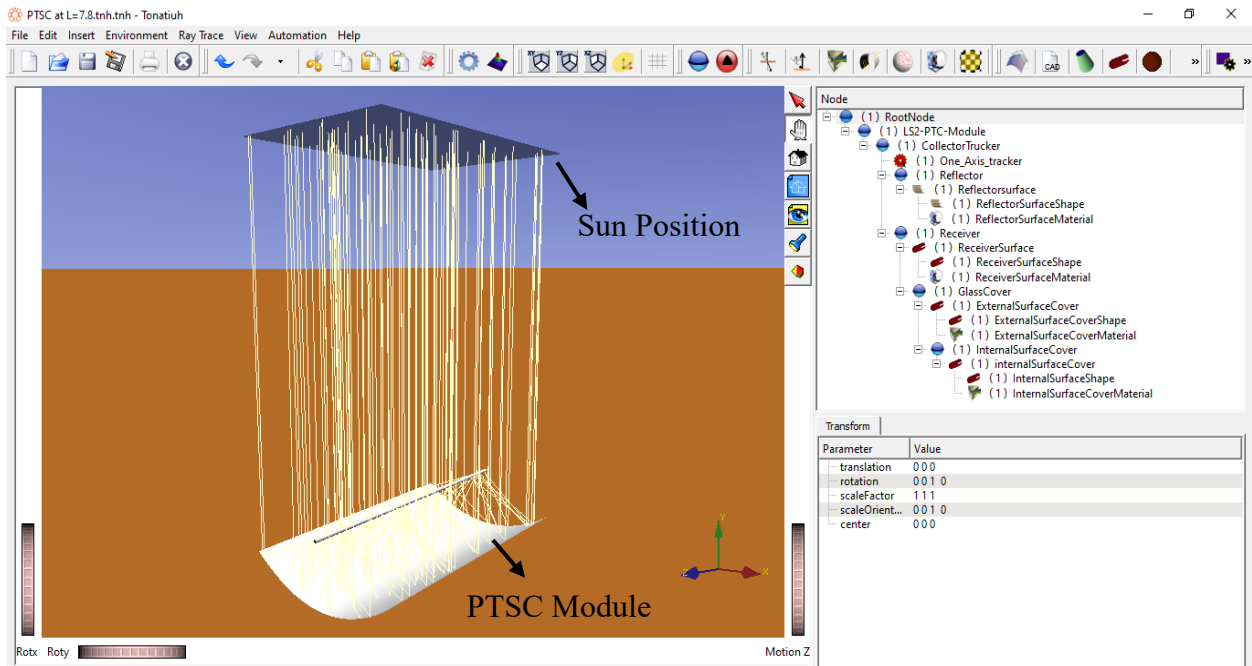 PTSC at L=7.8.tnh.tnh - Tonatiuh
File Edit Insert Environment Ray Trace View Automation Help
XY YZ XZ
CAD
» »
Node
(1) RootNode
(1) LS2-PTC-Module
(1) CollectorTrucker
(1) One_Axis_tracker
(1) Reflector
(1) Reflectorsurface
(1) ReflectorSurfaceShape
(1) ReflectorSurfaceMaterial
(1) Receiver
(1) ReceiverSurface
(1) ReceiverSurfaceShape
(1) ReceiverSurfaceMaterial
(1) GlassCover
(1) ExternalSurfaceCover
(1) ExternalSurfaceCoverShape
(1) ExternalSurfaceCoverMaterial
(1) InternalSurfaceCover
(1) internalSurfaceCover
(1) InternalSurfaceShape
(1) InternalSurfaceCoverMaterial
Sun Position
PTSC Module
Y
Z X
Rotx Roty Motion Z
Transform
Parameter Value
translation 0 0 0
rotation 0 0 1 0
scaleFactor 1 1 1
scaleOrient... 0 0 1 0
center 0 0 0